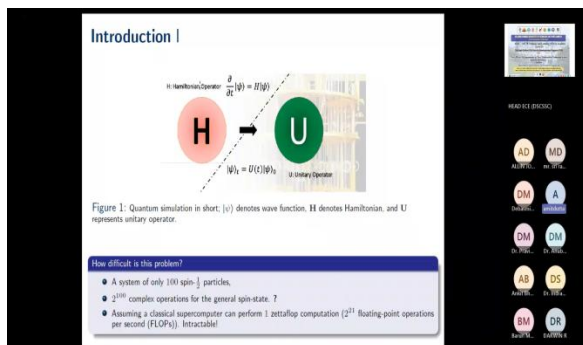 Introduction I
H: Hamiltonian Operator
∂/∂t |ψ⟩ = H|ψ⟩
H
U
|ψ⟩t = U(t)|ψ⟩0
U: Unitary Operator
Figure 1: Quantum simulation in short; |ψ⟩ denotes wave function, H denotes Hamiltonian, and U
represents unitary operator.
How difficult is this problem?
A system of only 100 spin-1/2 particles,
2^100 complex operations for the general spin-state. ?
Assuming a classical supercomputer can perform 1 zettaflop computation (2^21 floating-point operations
per second (FLOPs)). Intractable!
HEAD ECE (DSCSSC)
AD
MD
DM
A
DM
DM
AB
DS
BM
DR
DARWIN K